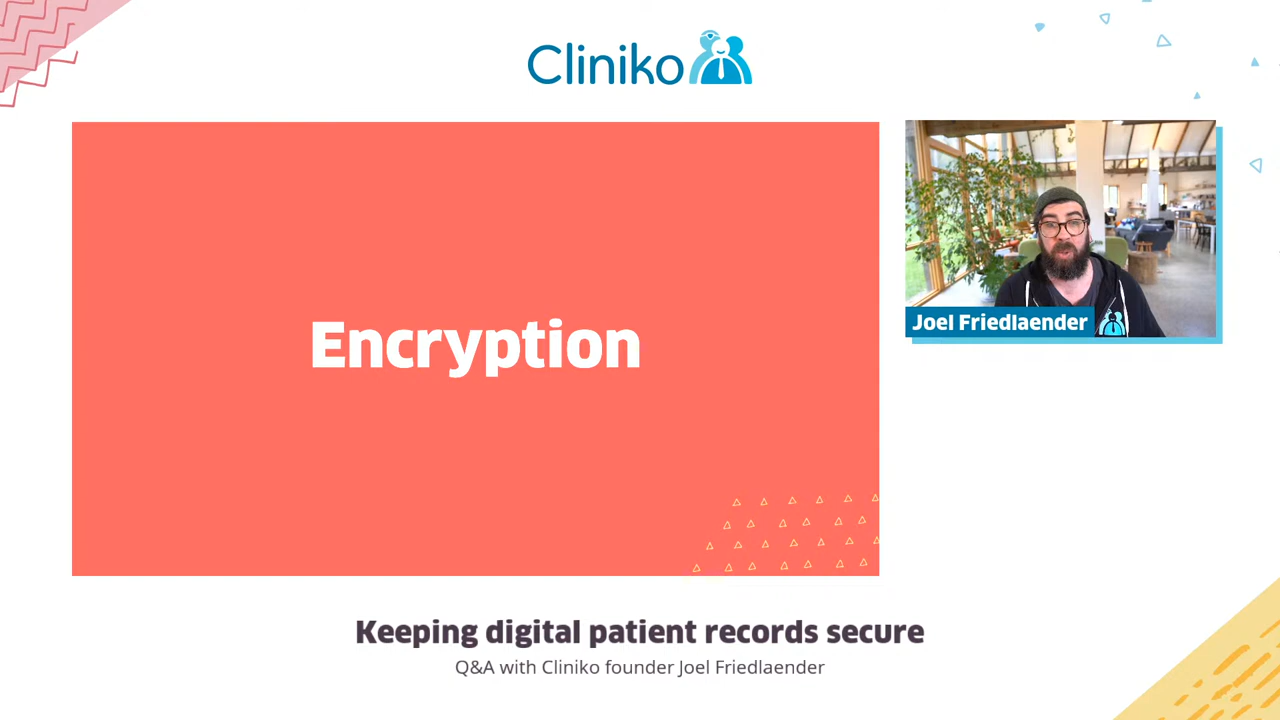 Cliniko
Encryption
Joel Friedlaender
Keeping digital patient records secure
Q&A with Cliniko founder Joel Friedlaender